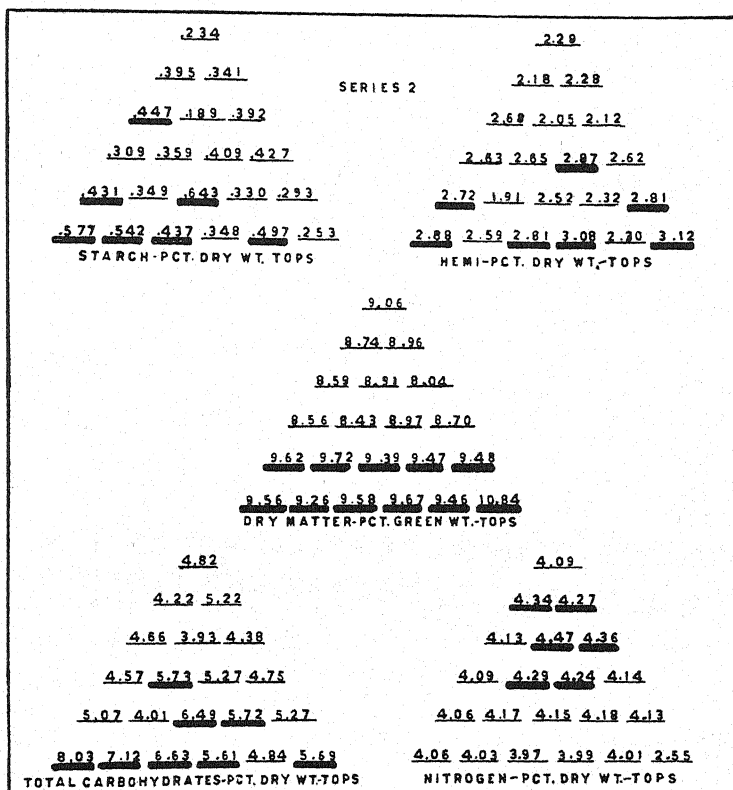 SERIES 2
.234
.395 .341
.447 .189 .392
.309 .359 .409 .427
.431 .349 .643 .330 .293
.577 .542 .437 .348 .497 .253
STARCH-PCT. DRY WT. TOPS
2.29
2.18 2.28
2.68 2.05 2.12
2.63 2.65 2.87 2.62
2.72 1.91 2.52 2.32 2.81
2.88 2.59 2.81 3.08 3.12
HEMI-PCT. DRY WT.-TOPS
9.06
8.74 8.96
8.59 8.91 8.04
8.56 8.43 8.97 8.70
9.62 9.72 9.39 9.47 9.48
9.56 9.26 9.58 9.67 9.46 10.84
DRY MATTER-PCT. GREEN WT.-TOPS
4.82
4.22 5.22
4.66 3.93 4.38
4.57 5.73 5.27 4.75
5.07 4.01 6.49 5.72 5.27
8.03 7.12 6.63 5.61 4.84 5.69
TOTAL CARBOHYDRATES-PCT. DRY WT.-TOPS
4.09
4.34 4.27
4.13 4.47 4.36
4.09 4.29 4.24 4.14
4.06 4.17 4.15 4.18 4.13
4.06 4.03 3.97 3.99 4.01 2.55
NITROGEN-PCT. DRY WT.-TOPS